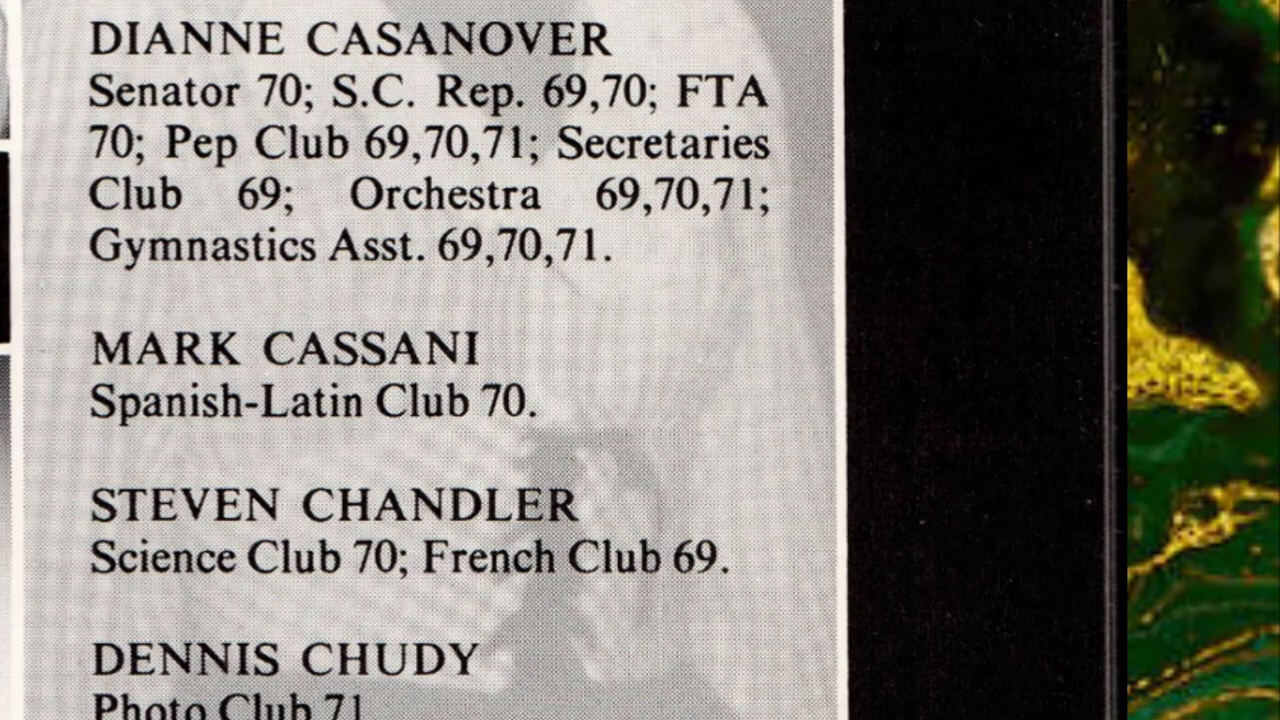 DIANNE CASANOVER
Senator 70; S.C. Rep. 69,70; FTA
70; Pep Club 69,70,71; Secretaries
Club 69; Orchestra 69,70,71;
Gymnastics Asst. 69,70,71.
MARK CASSANI
Spanish-Latin Club 70.
STEVEN CHANDLER
Science Club 70; French Club 69.
DENNIS CHUDY
Photo Club 71